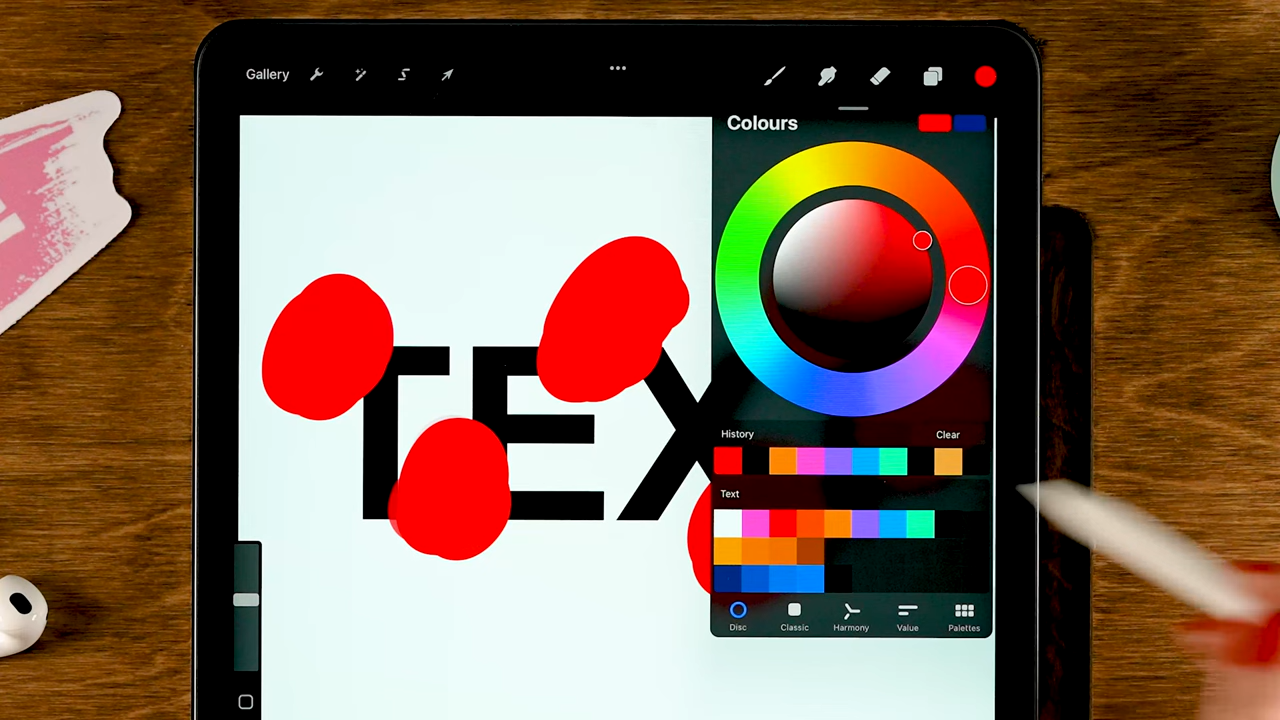 Gallery
Colours
TEX
History Clear
Text
Disc Classic Harmony Value Palettes